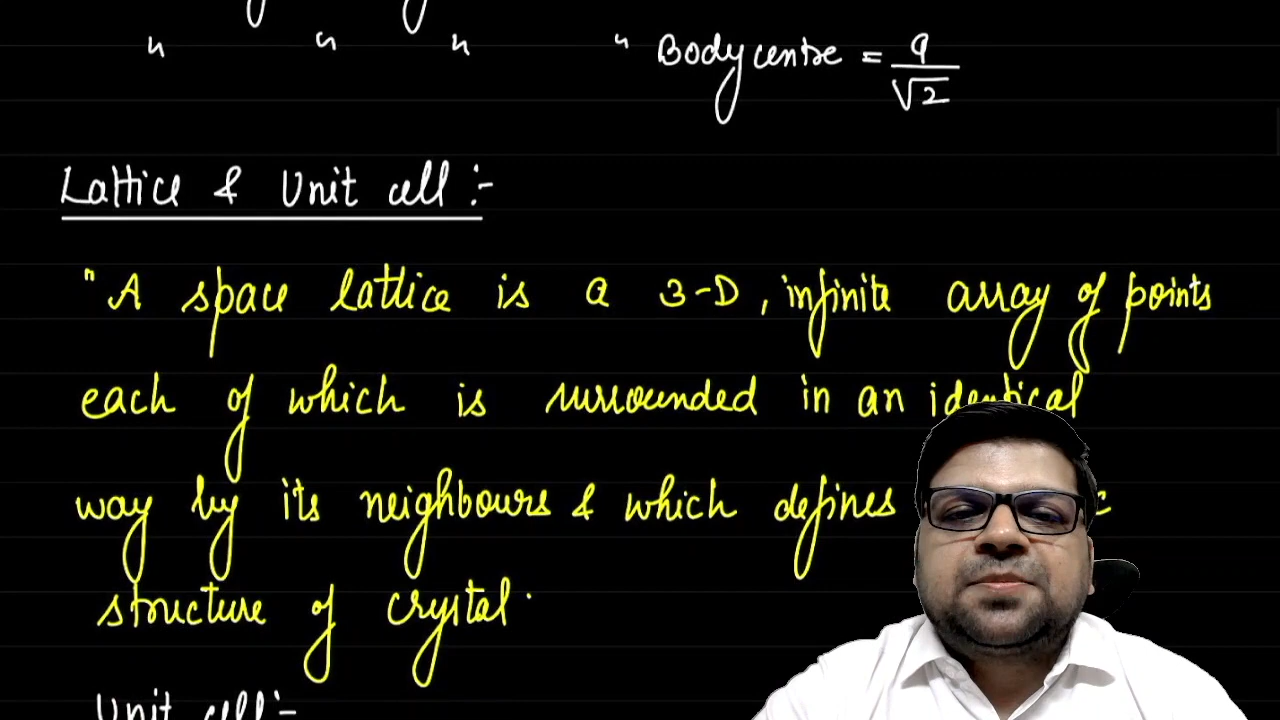 " " " " Body centre = a/√2
Lattice & Unit cell :-
"A space lattice is a 3-D, infinite array of points
each of which is surrounded in an identical
way by its neighbours & which defines
structure of crystal.
Unit cell :-